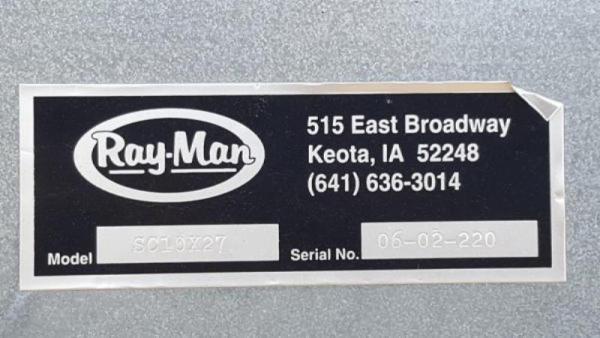 Ray-Man
515 East Broadway
Keota, IA 52248
(641) 636-3014
Model SC10X27
Serial No. 06-02-220